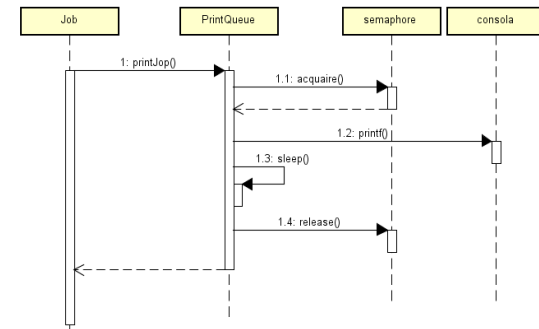 Job
PrintQueue
semaphore
consola
1: printJop()
1.1: acquaire()
1.2: printf()
1.3: sleep()
1.4: release()